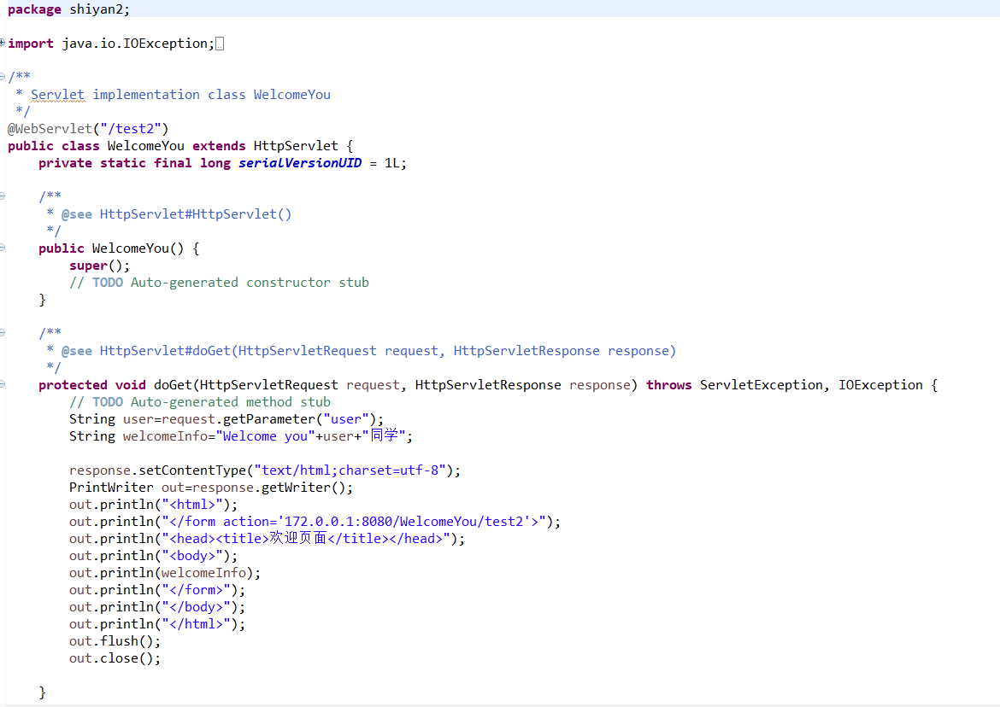 package shiyan2;
import java.io.IOException;
/**
 * Servlet implementation class WelcomeYou
 */
@WebServlet("/test2")
public class WelcomeYou extends HttpServlet {
    private static final long serialVersionUID = 1L;
    /**
     * @see HttpServlet#HttpServlet()
     */
    public WelcomeYou() {
        super();
        // TODO Auto-generated constructor stub
    }
    /**
     * @see HttpServlet#doGet(HttpServletRequest request, HttpServletResponse response)
     */
    protected void doGet(HttpServletRequest request, HttpServletResponse response) throws ServletException, IOException {
        // TODO Auto-generated method stub
        String user=request.getParameter("user");
        String welcomeInfo="Welcome you"+user+"同学";
        response.setContentType("text/html;charset=utf-8");
        PrintWriter out=response.getWriter();
        out.println("<html>");
        out.println("</form action='172.0.0.1:8080/WelcomeYou/test2'>");
        out.println("<head><title>欢迎页面</title></head>");
        out.println("<body>");
        out.println(welcomeInfo);
        out.println("</form>");
        out.println("</body>");
        out.println("</html>");
        out.flush();
        out.close();
    }